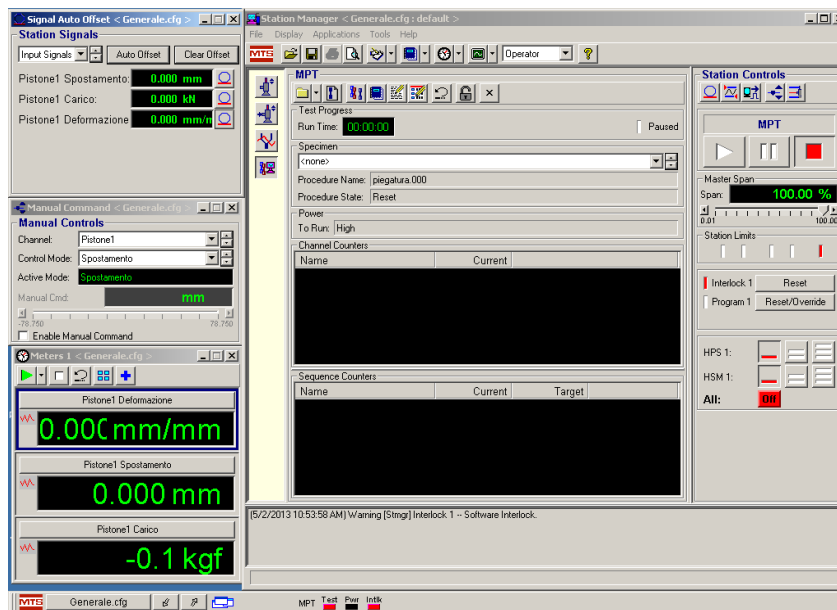 Signal Auto Offset < Generale.cfg >
Station Signals
Input Signals Auto Offset Clear Offset
Pistone1 Spostamento: 0.000 mm
Pistone1 Carico: 0.000 kN
Pistone1 Deformazione 0.000 mm/n
Manual Command < Generale.cfg >
Manual Controls
Channel: Pistone1
Control Mode: Spostamento
Active Mode: Spostamento
Manual Cmd: mm
-78.750 78.750
Enable Manual Command
Meters 1 < Generale.cfg >
Pistone1 Deformazione
0.000 mm/mm
Pistone1 Spostamento
0.000 mm
Pistone1 Carico
-0.1 kgf
Station Manager < Generale.cfg : default >
File Display Applications Tools Help
MTS Operator
MPT
Test Progress
Run Time: 00:00:00 Paused
Specimen
<none>
Procedure Name: piegatura.000
Procedure State: Reset
Power
To Run: High
Channel Counters
Name Current
Sequence Counters
Name Current Target
Station Controls
MPT
Master Span
Span: 100.00 %
0.01 100.00
Station Limits
Interlock 1 Reset
Program 1 Reset/Override
HPS 1:
HSM 1:
All: Off
(5/2/2013 10:53:58 AM) Warning [Stmgr] Interlock 1 -- Software Interlock.
MTS Generale.cfg MPT Test Pwr Intlk